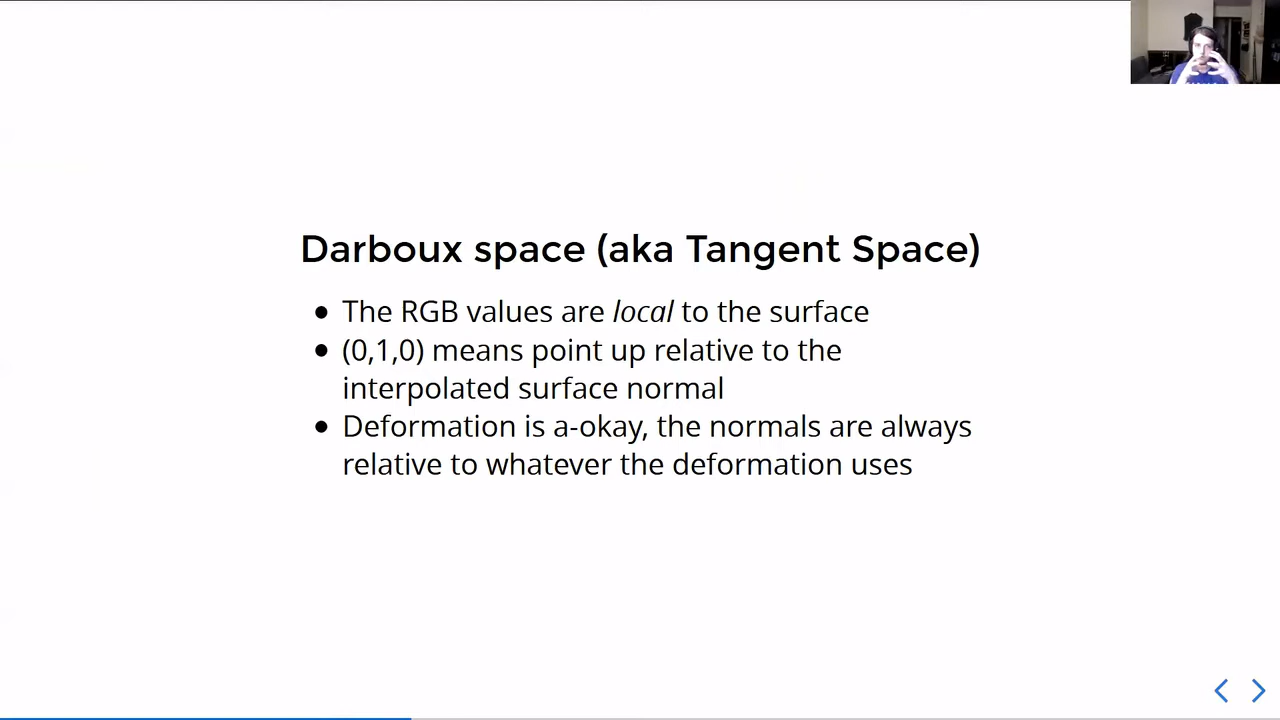 Darboux space (aka Tangent Space)
• The RGB values are local to the surface
• (0,1,0) means point up relative to the
interpolated surface normal
• Deformation is a-okay, the normals are always
relative to whatever the deformation uses